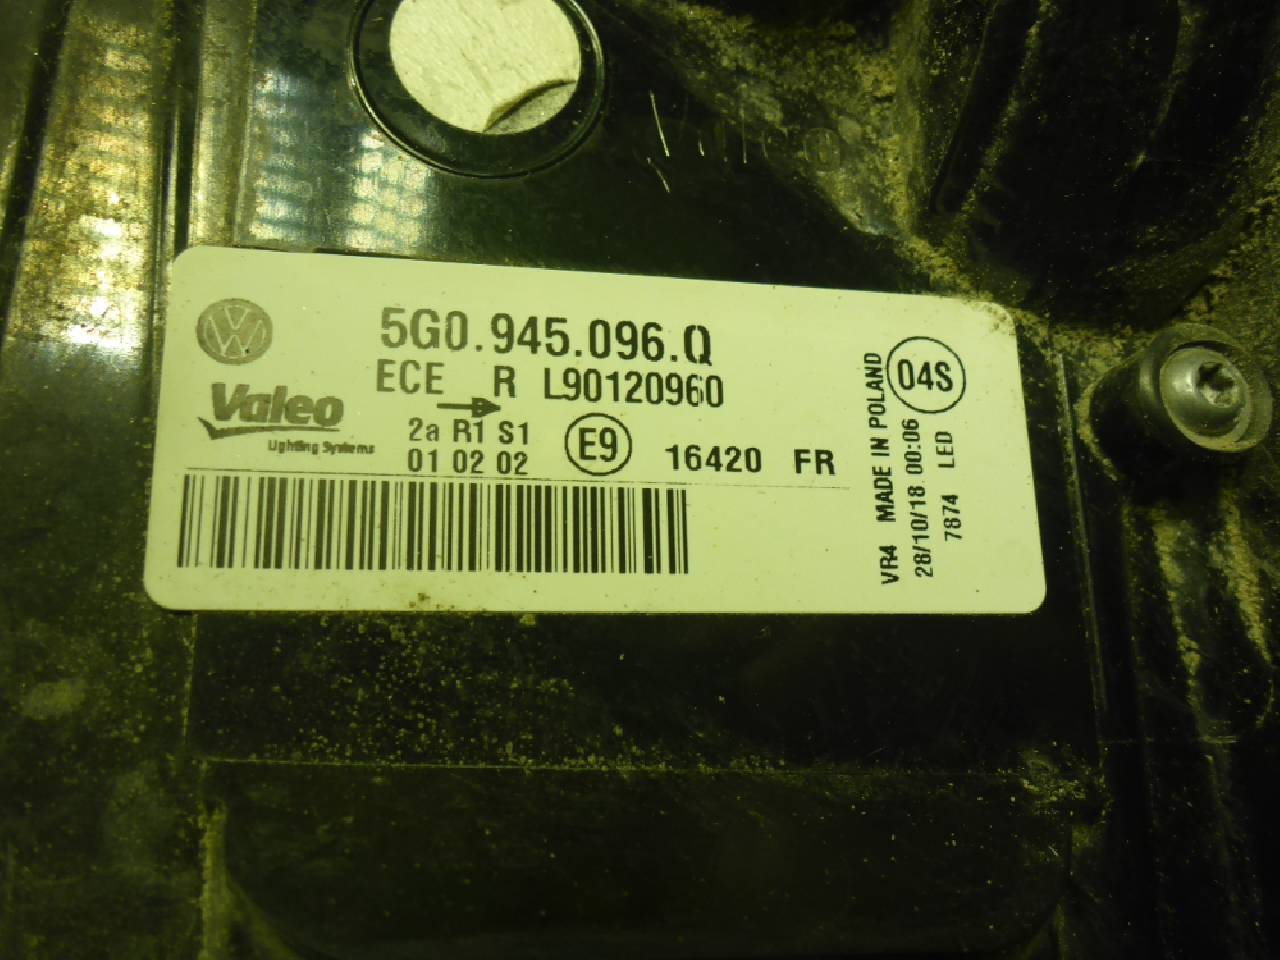 5G0.945.096.Q
ECE R L90120960
Valeo
Lighting Systems
2a R1 S1
01 02 02
E9
16420 FR
04S
VR4 MADE IN POLAND
28/10/18 00:06
7874 LED